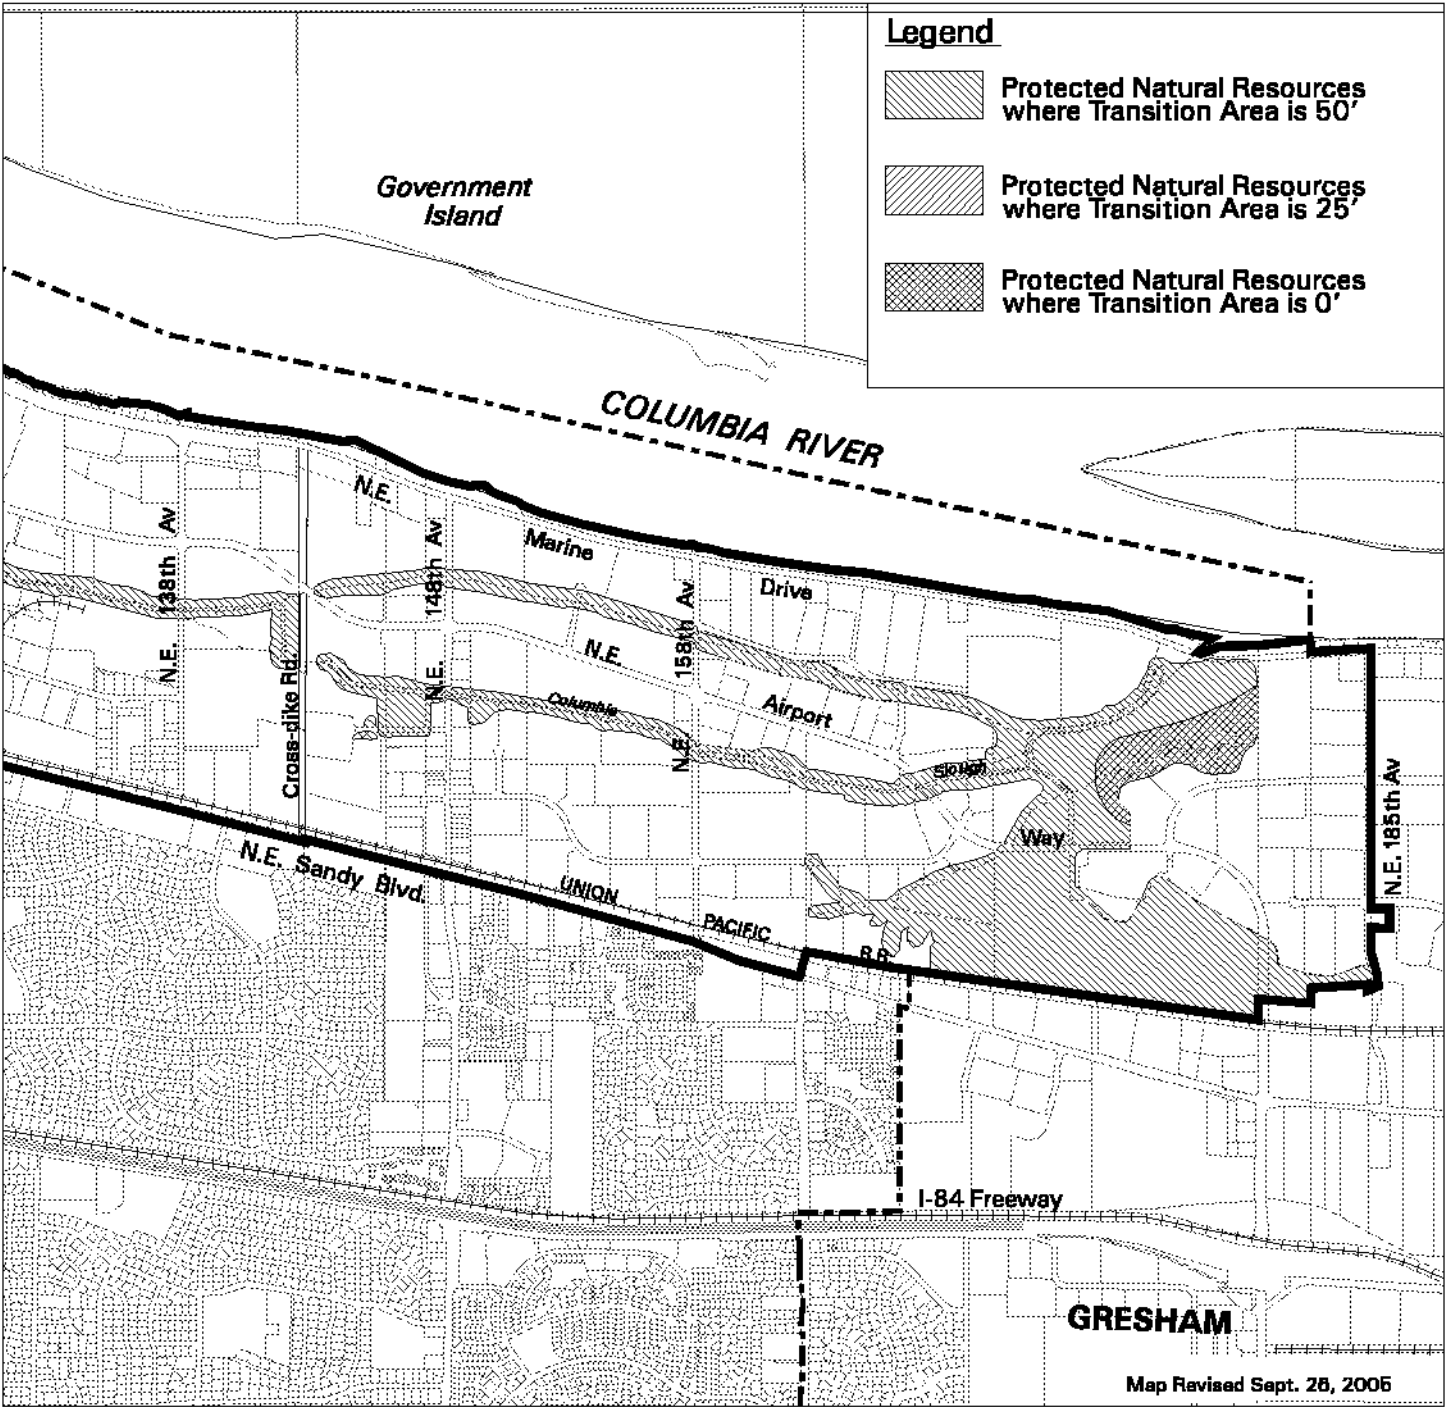 Legend
Protected Natural Resources
where Transition Area is 50'
Protected Natural Resources
where Transition Area is 25'
Protected Natural Resources
where Transition Area is 0'
Government
Island
COLUMBIA RIVER
N.E. Marine Drive
N.E. 138th Av
Cross-dike Rd.
N.E. 148th Av
N.E. 158th Av
N.E. Airport Way
Columbia Slough
N.E. 185th Av
N.E. Sandy Blvd.
UNION PACIFIC R.R.
I-84 Freeway
GRESHAM
Map Revised Sept. 26, 2005